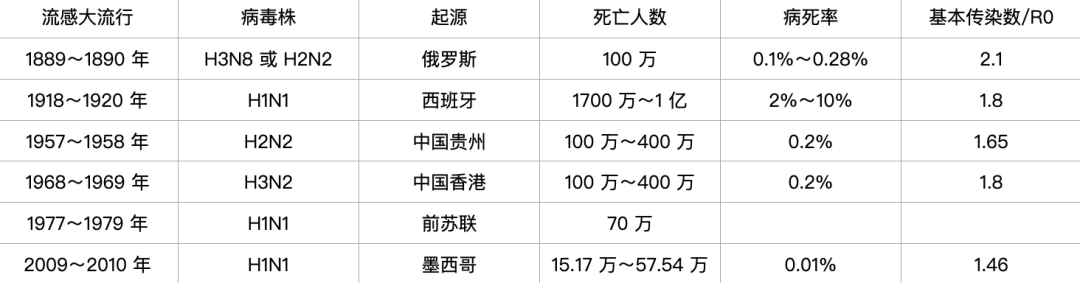 流感大流行 病毒株 起源 死亡人数 病死率 基本传染数/R0
1889～1890 年 H3N8 或 H2N2 俄罗斯 100 万 0.1%～0.28% 2.1
1918～1920 年 H1N1 西班牙 1700 万～1 亿 2%～10% 1.8
1957～1958 年 H2N2 中国贵州 100 万～400 万 0.2% 1.65
1968～1969 年 H3N2 中国香港 100 万～400 万 0.2% 1.8
1977～1979 年 H1N1 前苏联 70 万
2009～2010 年 H1N1 墨西哥 15.17 万～57.54 万 0.01% 1.46